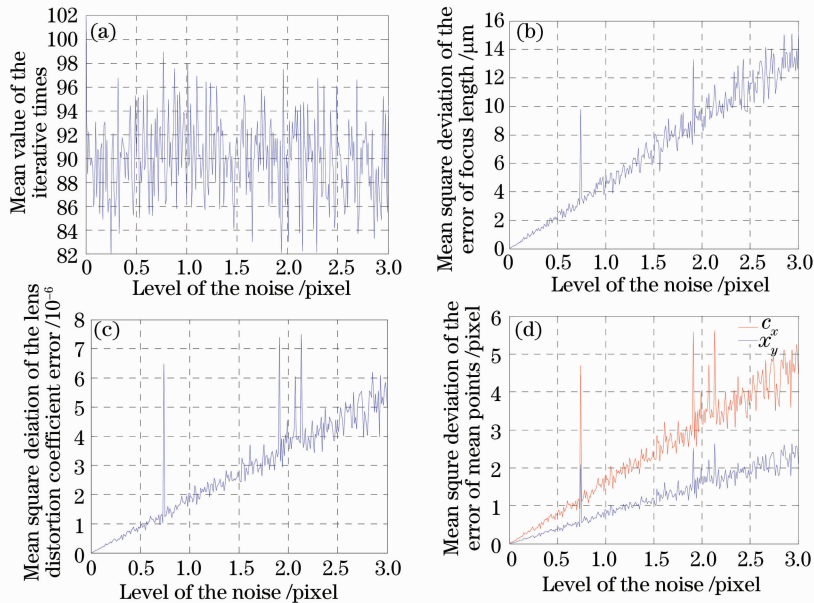 (a)
Mean value of the
iterative times
102
100
98
96
94
92
90
88
86
84
82
0 0.5 1.0 1.5 2.0 2.5 3.0
Level of the noise /pixel
(b)
Mean square deviation of the
error of focus length /μm
16
14
12
10
8
6
4
2
0
0 0.5 1.0 1.5 2.0 2.5 3.0
Level of the noise /pixel
(c)
Mean square deiation of the lens
distortion coefficient error /10⁻⁶
8
7
6
5
4
3
2
1
0
0 0.5 1.0 1.5 2.0 2.5 3.0
Level of the noise /pixel
(d)
Mean squre deviation of the
error of mean points /pixel
6
5
4
3
2
1
0
0 0.5 1.0 1.5 2.0 2.5 3.0
Level of the noise /pixel
cₓ
x_y